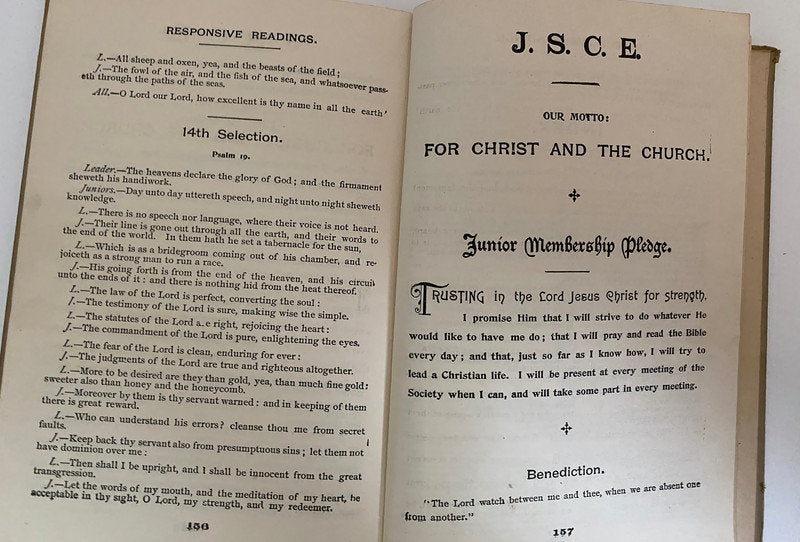 RESPONSIVE READINGS.
L.—All sheep and oxen, yea, and the beasts of the field;
J.—The fowl of the air, and the fish of the sea, and whatsoever pass-
eth through the paths of the seas.
All.—O Lord our Lord, how excellent is thy name in all the earth'
14th Selection.
Psalm 19.
Leader.—The heavens declare the glory of God; and the firmament
sheweth his handiwork.
Juniors.—Day unto day uttereth speech, and night unto night sheweth
knowledge.
L.—There is no speech nor language, where their voice is not heard.
J.—Their line is gone out through all the earth, and their words to
the end of the world. In them hath he set a tabernacle for the sun,
L.—Which is as a bridegroom coming out of his chamber, and re-
joiceth as a strong man to run a race.
J.—His going forth is from the end of the heaven, and his circuit
unto the ends of it: and there is nothing hid from the heat thereof.
L.—The law of the Lord is perfect, converting the soul:
J.—The testimony of the Lord is sure, making wise the simple.
L.—The statutes of the Lord a.e right, rejoicing the heart:
J.—The commandment of the Lord is pure, enlightening the eyes.
L.—The fear of the Lord is clean, enduring for ever:
J.—The judgments of the Lord are true and righteous altogether.
L.—More to be desired are they than gold, yea, than much fine gold:
sweeter also than honey and the honeycomb.
J.—Moreover by them is thy servant warned: and in keeping of them
there is great reward.
L.—Who can understand his errors? cleanse thou me from secret
faults.
J.—Keep back thy servant also from presumptuous sins; let them not
have dominion over me:
L.—Then shall I be upright, and I shall be innocent from the great
transgression.
J.—Let the words of my mouth, and the meditation of my heart, be
acceptable in thy sight, O Lord, my strength, and my redeemer.
156
J. S. C. E.
OUR MOTTO:
FOR CHRIST AND THE CHURCH.
Junior Membership Pledge.
TRUSTING in the Lord Jesus Christ for strength,
I promise Him that I will strive to do whatever He
would like to have me do; that I will pray and read the Bible
every day; and that, just so far as I know how, I will try to
lead a Christian life. I will be present at every meeting of the
Society when I can, and will take some part in every meeting.
Benediction.
"The Lord watch between me and thee, when we are absent one
from another."
157